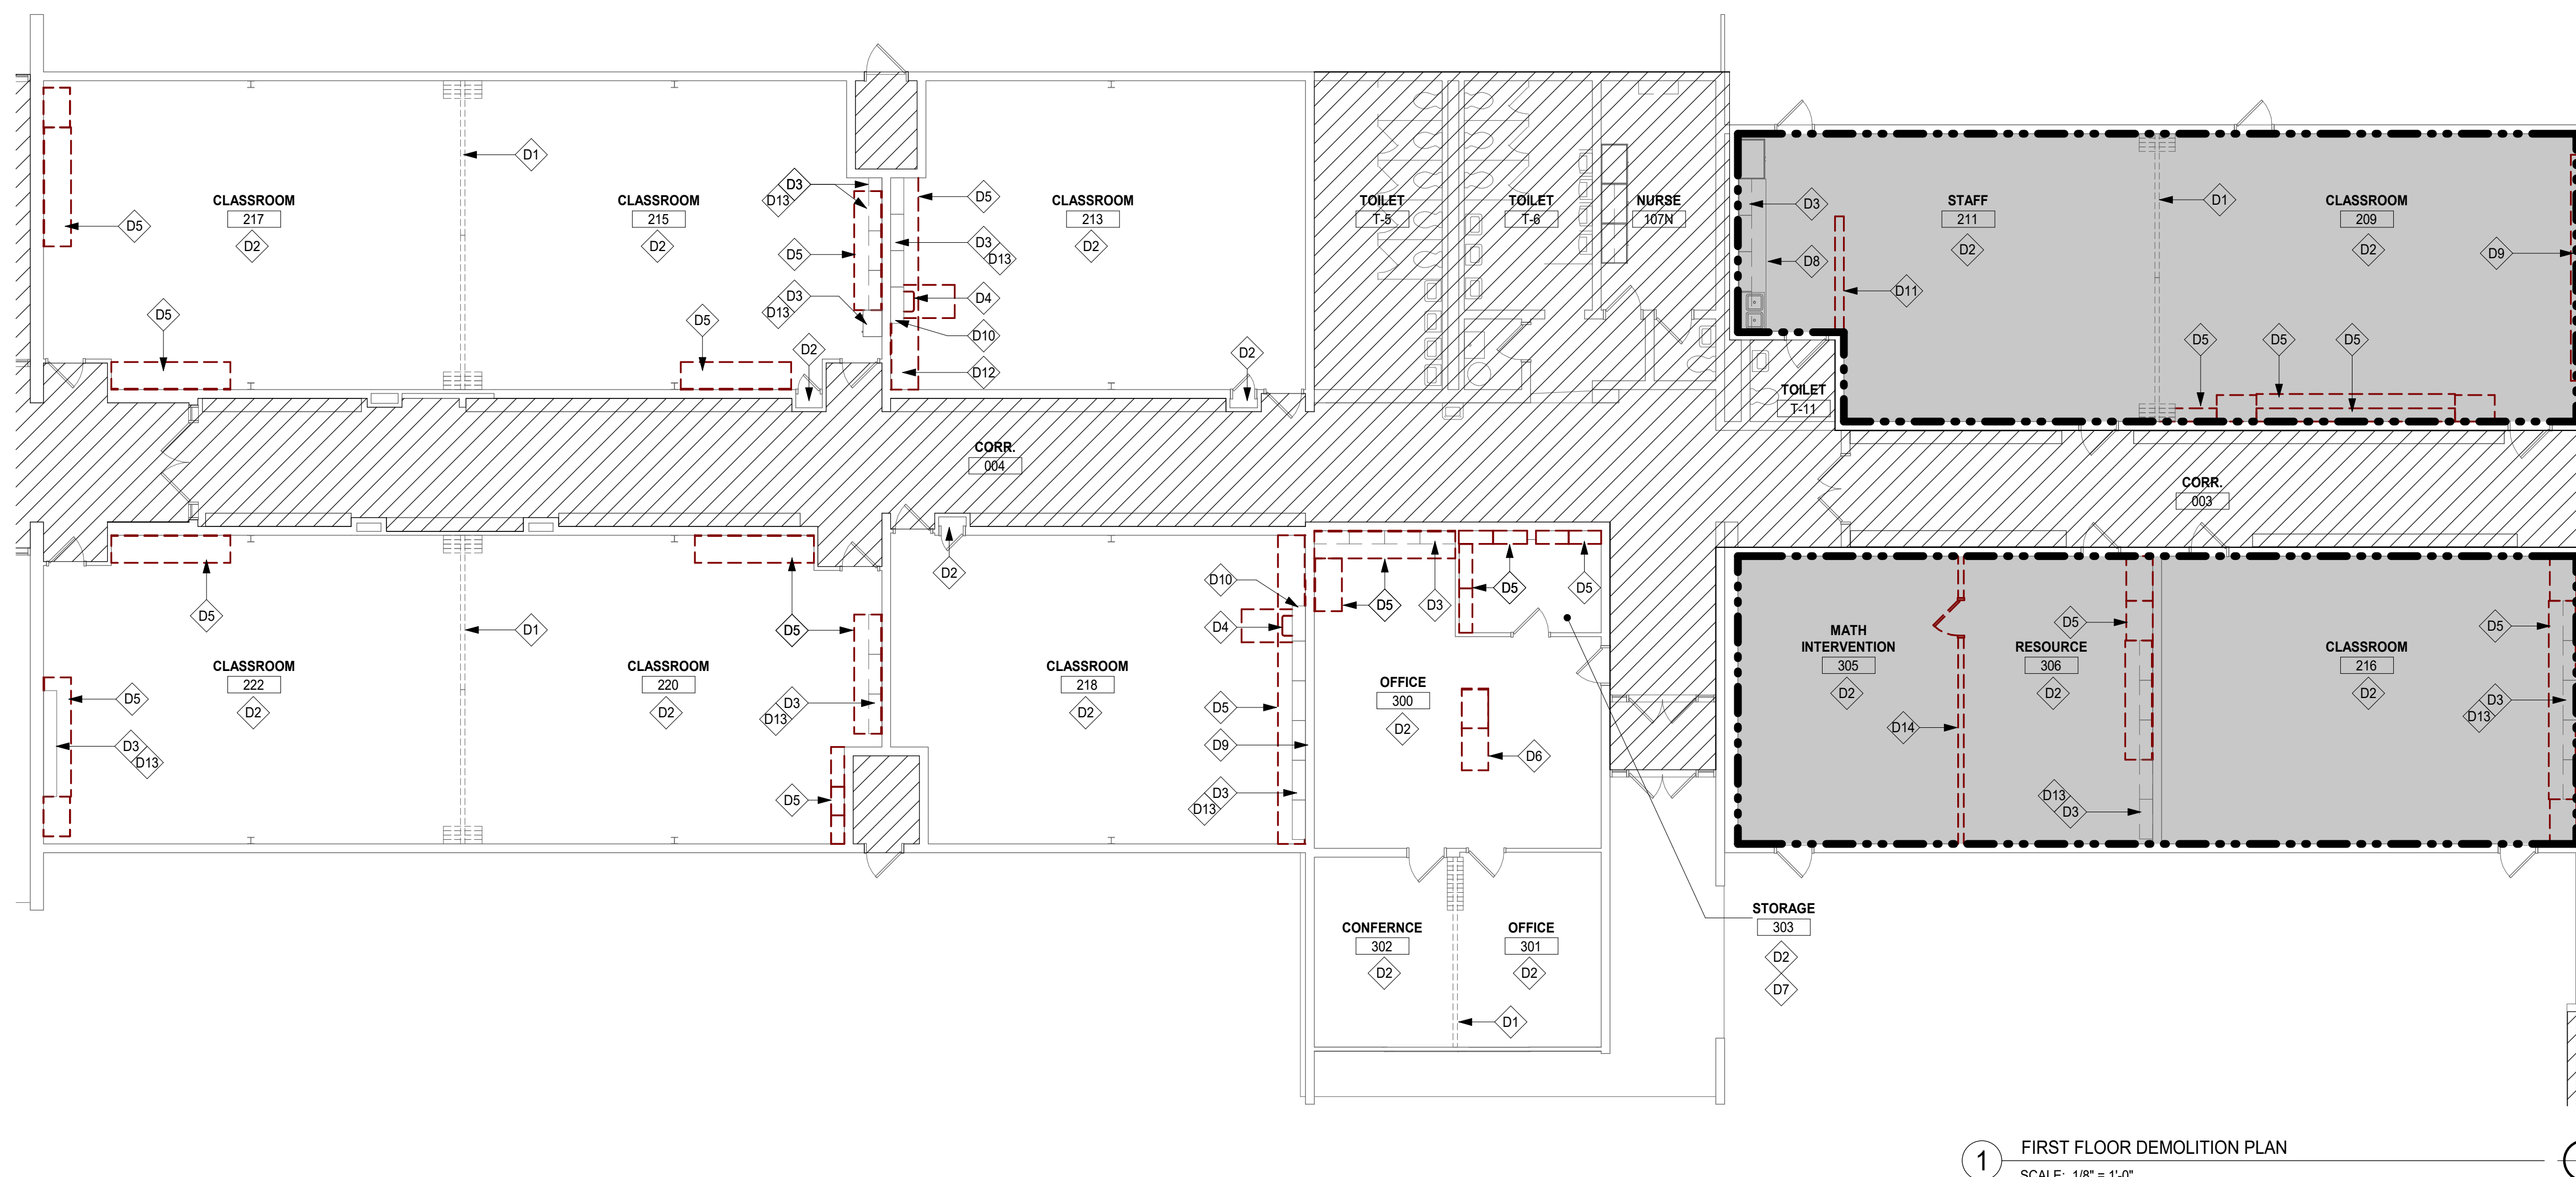 D1
D3
D13
D5
D5
D3
D13
CLASSROOM
217
D2
CLASSROOM
215
D2
CLASSROOM
213
D2
D5
D3
D13
D4
D10
D12
D5
D5
D2
D2
TOILET
T-5
TOILET
T-6
NURSE
107N
TOILET
T-11
D3
D8
D11
STAFF
211
D2
D1
CLASSROOM
209
D2
D9
D5
D5
D5
CORR.
004
CORR.
003
D5
D5
D1
D2
D10
D4
D5
D3
D5
D5
D5
CLASSROOM
222
D2
D5
D3
D13
CLASSROOM
220
D2
D3
D13
D5
CLASSROOM
218
D2
D5
D9
D3
D13
OFFICE
300
D2
D6
MATH
INTERVENTION
305
D2
D14
RESOURCE
306
D2
D5
D13
D3
CLASSROOM
216
D2
D5
D3
D13
CONFERNCE
302
D2
OFFICE
301
D2
D1
STORAGE
303
D2
D7
1
FIRST FLOOR DEMOLITION PLAN
SCALE: 1/8" = 1'-0"